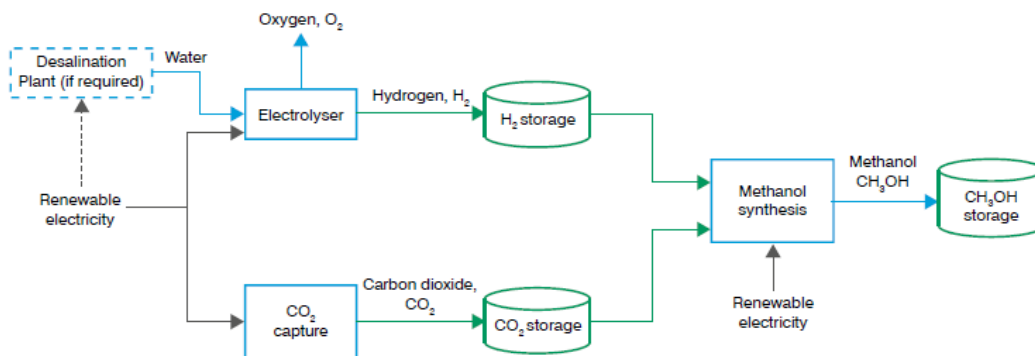 Oxygen, O₂
Desalination
Plant (if required)
Water
Electrolyser
Hydrogen, H₂
H₂ storage
Renewable
electricity
Methanol
synthesis
Methanol
CH₃OH
CH₃OH
storage
CO₂
capture
Carbon dioxide,
CO₂
CO₂ storage
Renewable
electricity